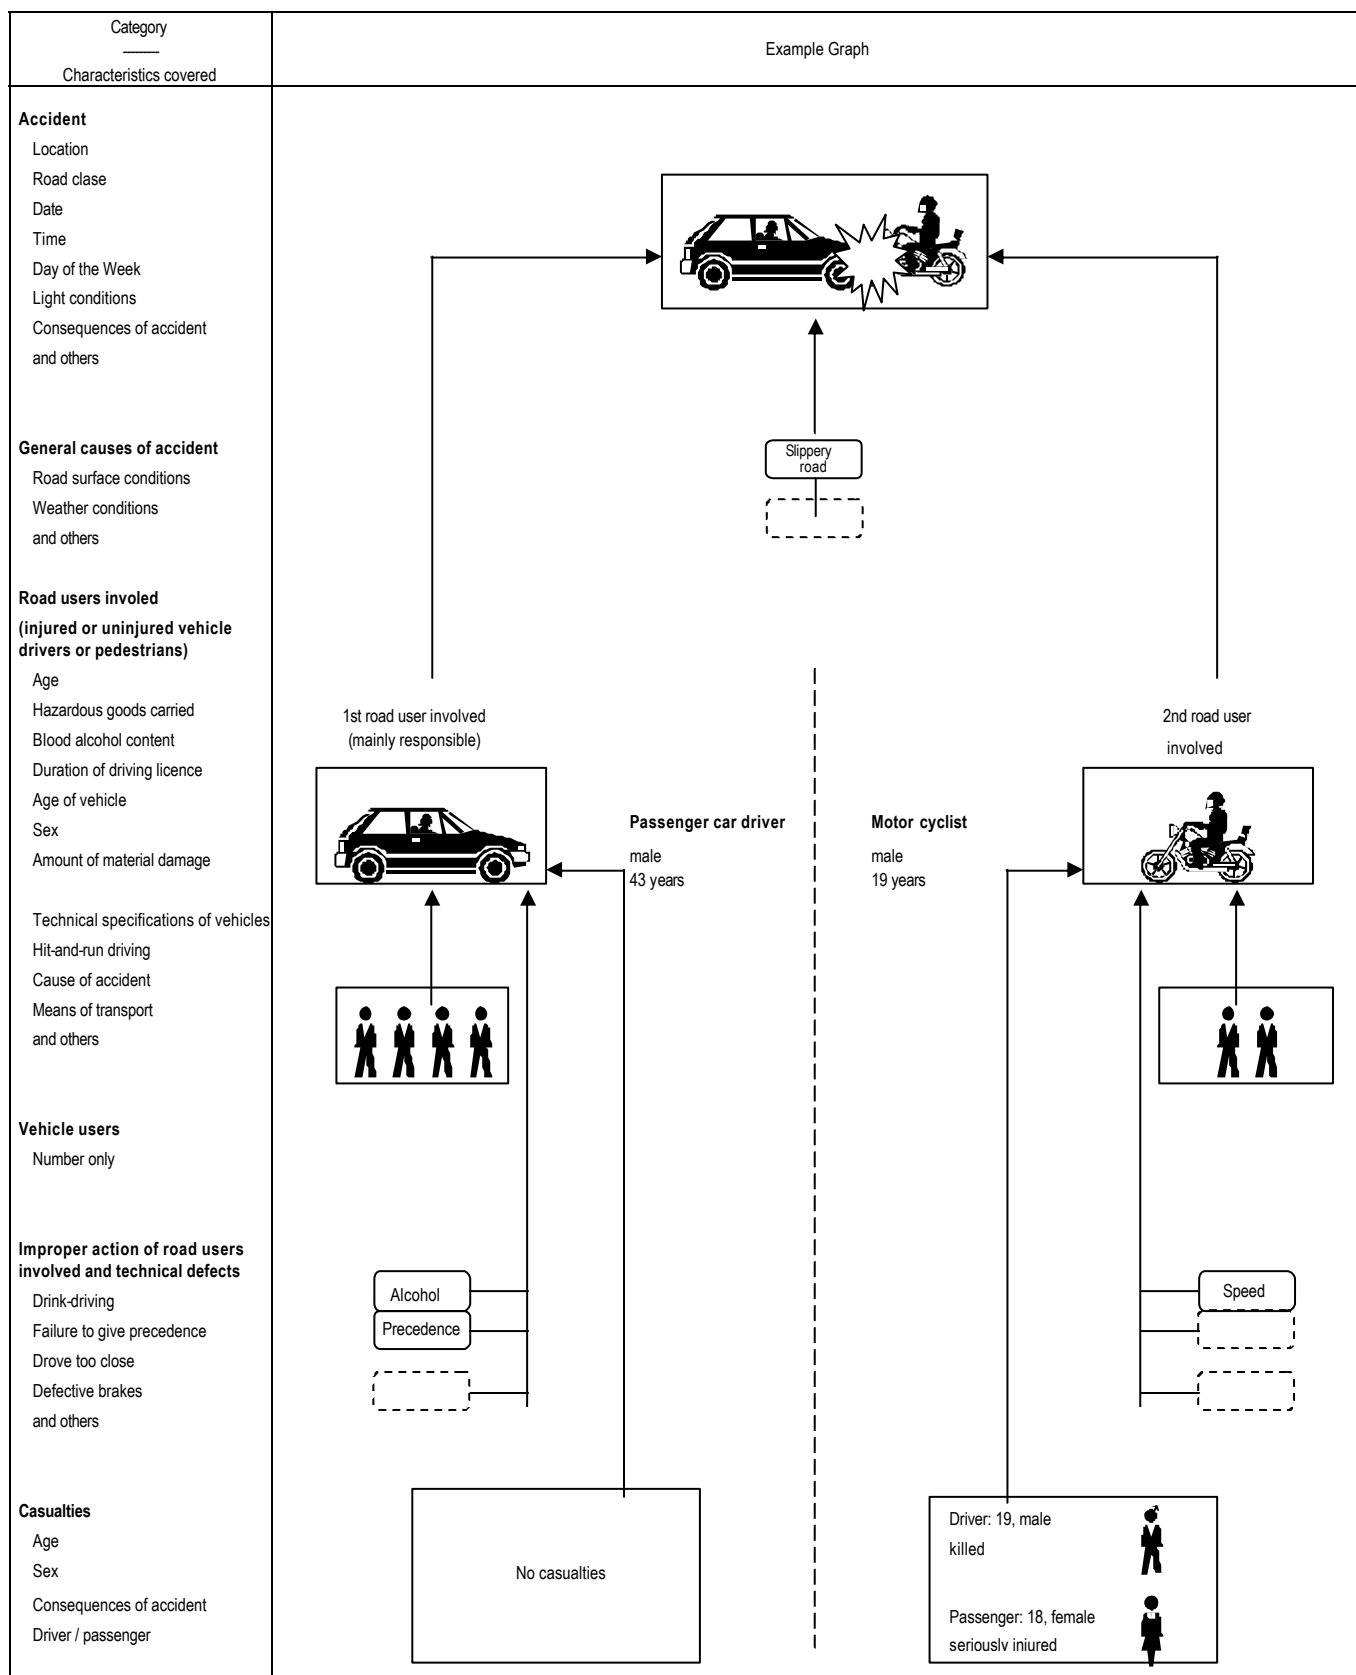 Category
Characteristics covered
Example Graph
Accident
Location
Road clase
Date
Time
Day of the Week
Light conditions
Consequences of accident
and others
General causes of accident
Road surface conditions
Weather conditions
and others
Slippery
road
Road users involed
(injured or uninjured vehicle
drivers or pedestrians)
Age
Hazardous goods carried
Blood alcohol content
Duration of driving licence
Age of vehicle
Sex
Amount of material damage
Technical specifications of vehicles
Hit-and-run driving
Cause of accident
Means of transport
and others
1st road user involved
(mainly responsible)
2nd road user
involved
Passenger car driver
male
43 years
Motor cyclist
male
19 years
Vehicle users
Number only
Improper action of road users
involved and technical defects
Drink-driving
Failure to give precedence
Drove too close
Defective brakes
and others
Alcohol
Precedence
Speed
Casualties
Age
Sex
Consequences of accident
Driver / passenger
No casualties
Driver: 19, male
killed
Passenger: 18, female
seriously injured